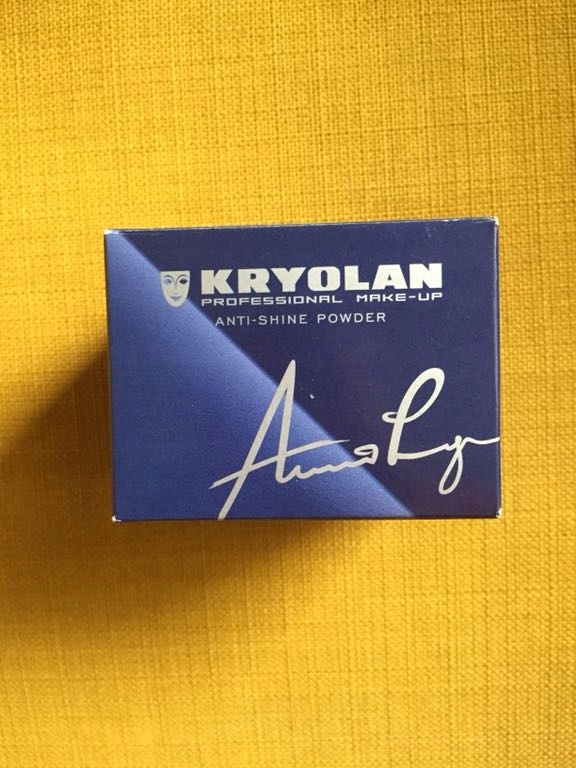 KRYOLAN
PROFESSIONAL MAKE-UP
ANTI-SHINE POWDER